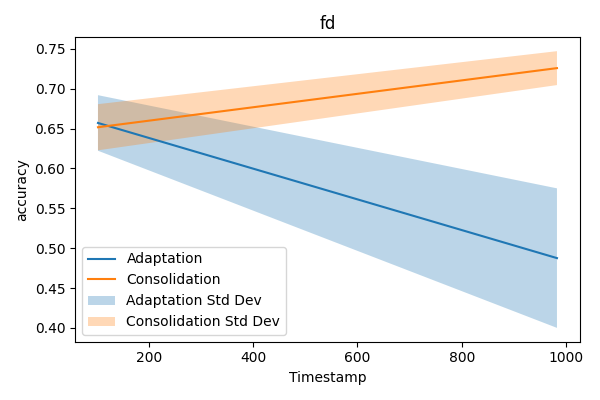 fd
0.75
0.70
0.65
0.60
0.55
0.50
0.45
0.40
accuracy
Adaptation
Consolidation
Adaptation Std Dev
Consolidation Std Dev
200
400
600
800
1000
Timestamp